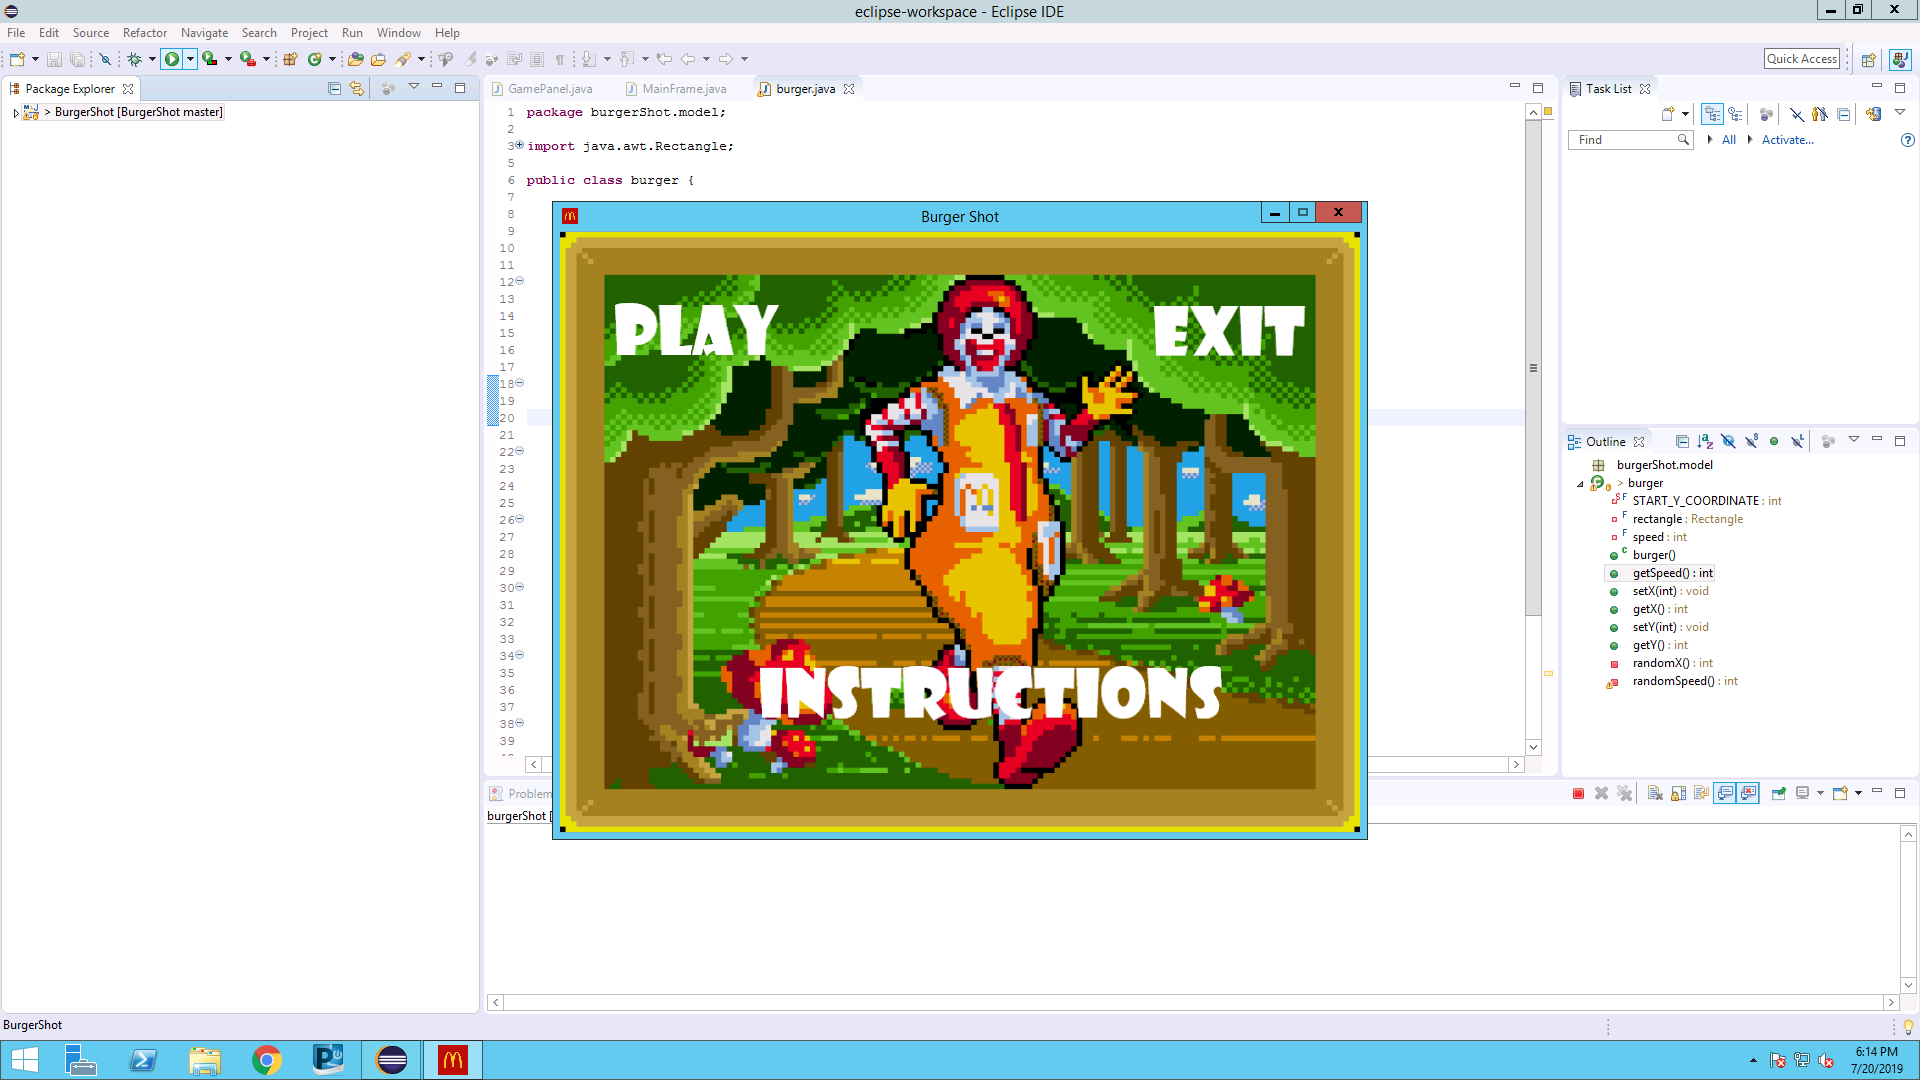 eclipse-workspace - Eclipse IDE
File Edit Source Refactor Navigate Search Project Run Window Help
Quick Access
Package Explorer
> BurgerShot [BurgerShot master]
GamePanel.java MainFrame.java burger.java
1 package burgerShot.model;
2
3 import java.awt.Rectangle;
5
6 public class burger {
7
8
9
10
11
12
13
14
15
16
17
18
19
20
21
22
23
24
25
26
27
28
29
30
31
32
33
34
35
36
37
38
39
Burger Shot
PLAY
EXIT
INSTRUCTIONS
Task List
Find
All
Activate...
Outline
burgerShot.model
> burger
START_Y_COORDINATE : int
rectangle : Rectangle
speed : int
burger()
getSpeed() : int
setX(int) : void
getX() : int
setY(int) : void
getY() : int
randomX() : int
randomSpeed() : int
Problem
burgerShot [
BurgerShot
6:14 PM
7/20/2019